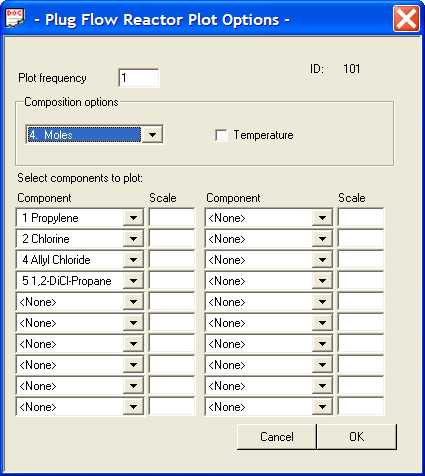 - Plug Flow Reactor Plot Options -
Plot frequency 1 ID: 101
Composition options
4. Moles Temperature
Select components to plot:
Component Scale Component Scale
1 Propylene <None>
2 Chlorine <None>
4 Allyl Chloride <None>
5 1,2-DiCl-Propane <None>
<None> <None>
<None> <None>
<None> <None>
<None> <None>
<None> <None>
<None> <None>
Cancel OK